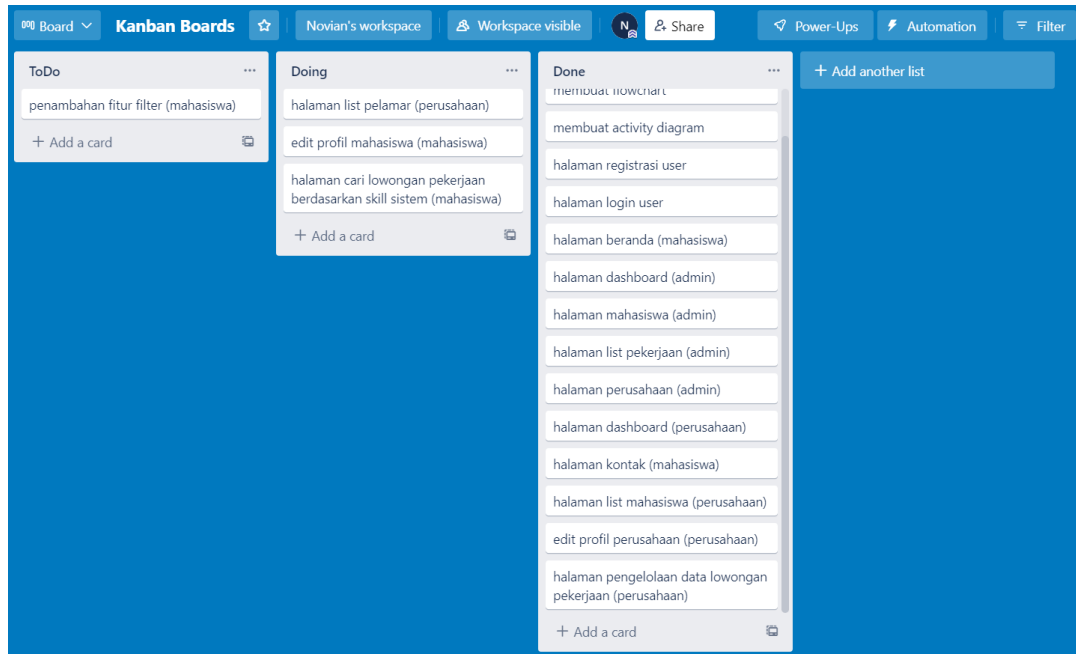 Board
Kanban Boards
Novian's workspace
Workspace visible
N
Share
Power-Ups
Automation
Filter
ToDo
penambahan fitur filter (mahasiswa)
+ Add a card
Doing
halaman list pelamar (perusahaan)
edit profil mahasiswa (mahasiswa)
halaman cari lowongan pekerjaan
berdasarkan skill sistem (mahasiswa)
+ Add a card
Done
membuat flowchart
membuat activity diagram
halaman registrasi user
halaman login user
halaman beranda (mahasiswa)
halaman dashboard (admin)
halaman mahasiswa (admin)
halaman list pekerjaan (admin)
halaman perusahaan (admin)
halaman dashboard (perusahaan)
halaman kontak (mahasiswa)
halaman list mahasiswa (perusahaan)
edit profil perusahaan (perusahaan)
halaman pengelolaan data lowongan
pekerjaan (perusahaan)
+ Add a card
+ Add another list